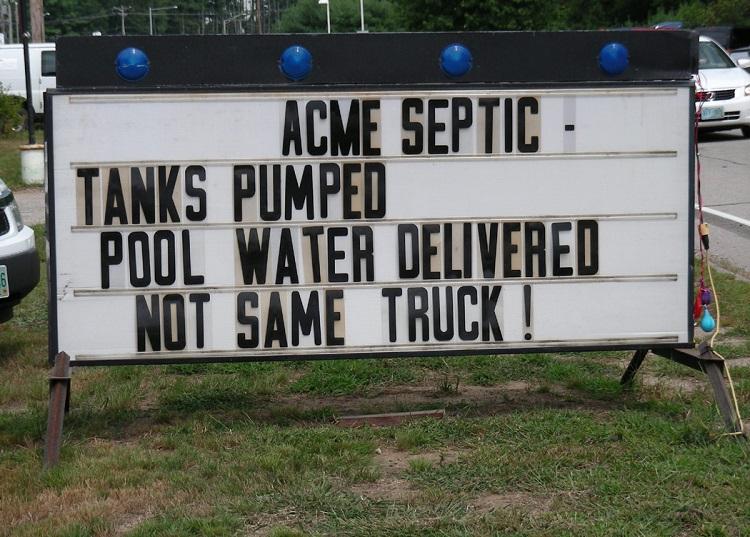 ACME SEPTIC -
TANKS PUMPED
POOL WATER DELIVERED
NOT SAME TRUCK!